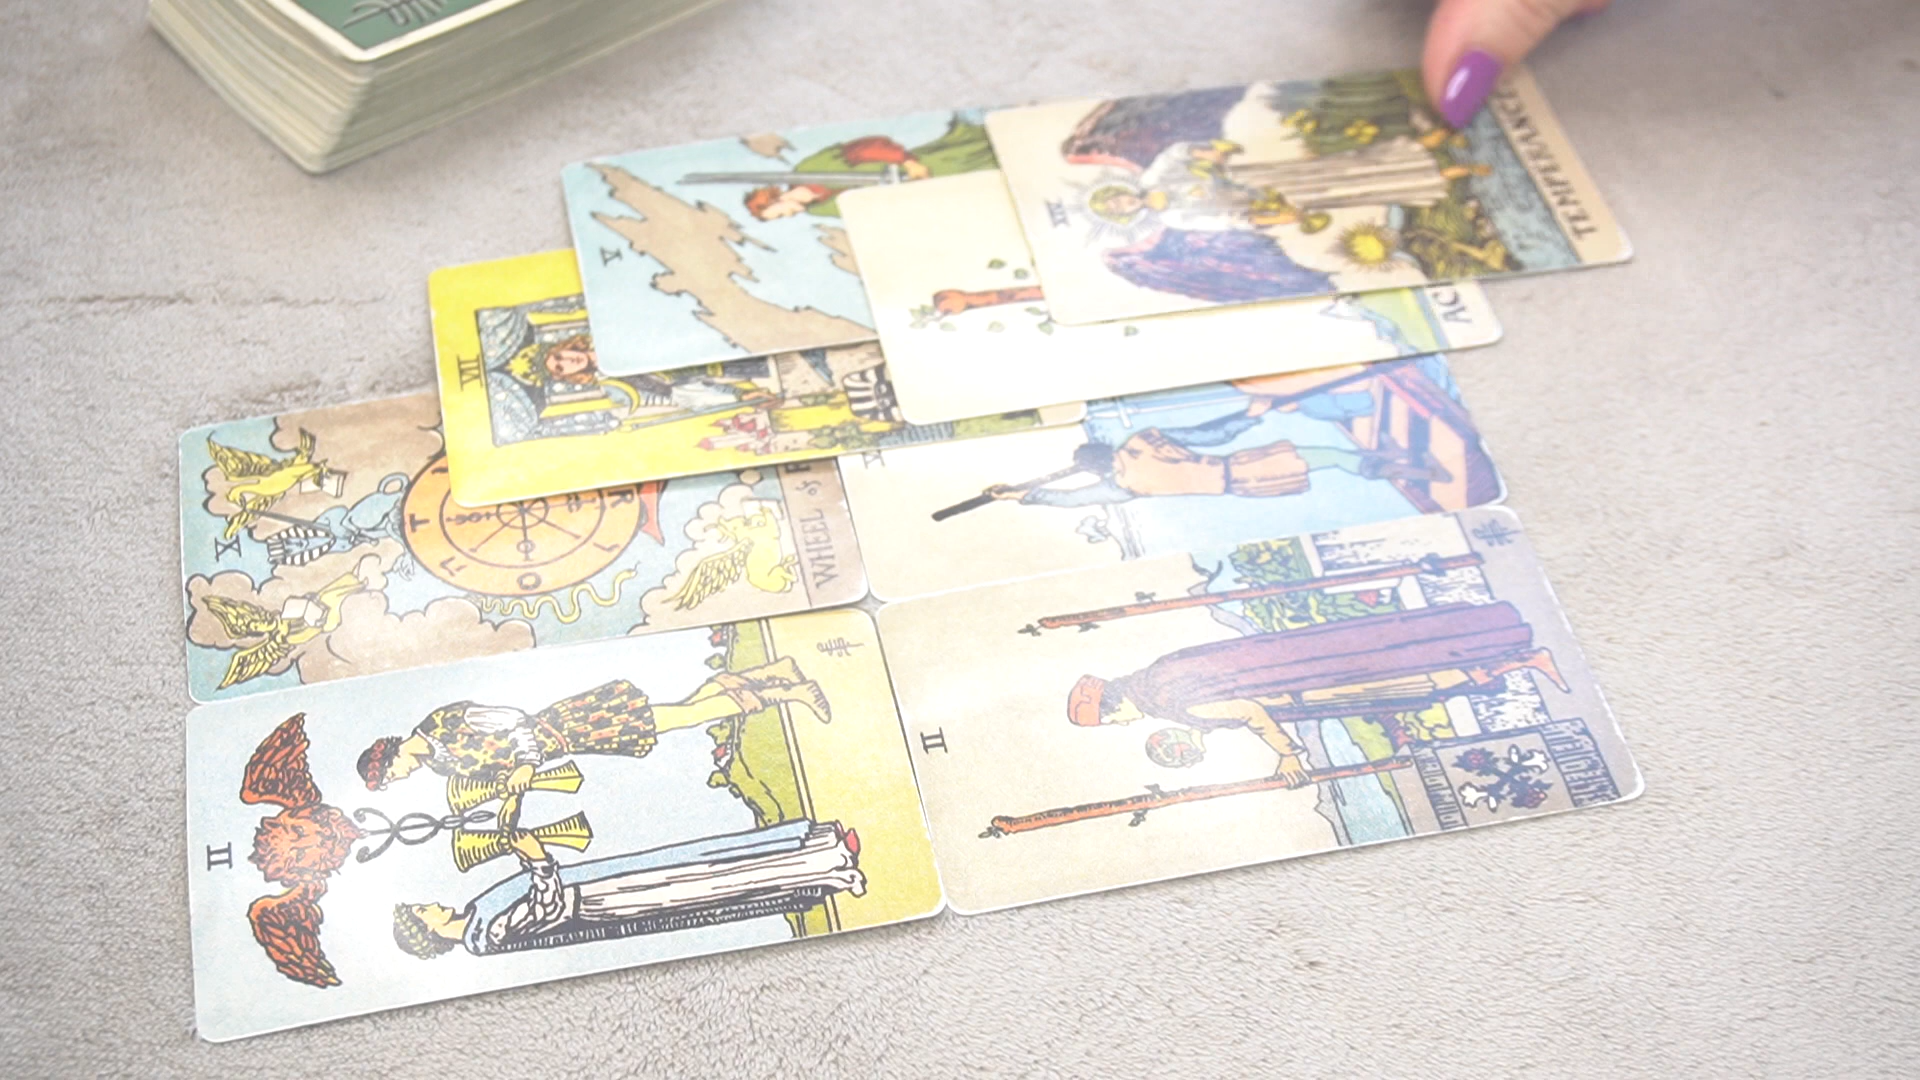 XIV
TEMPERANCE
V
AC
VII
X
WHEEL of F
T
R
O
II
II